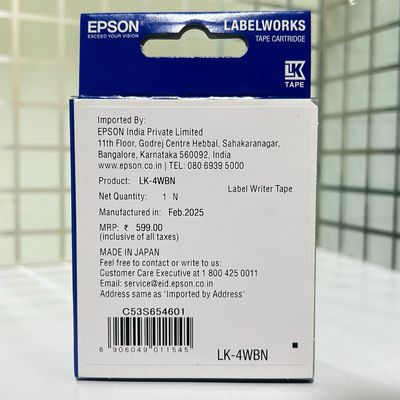 EPSON
EXCEED YOUR VISION
LABELWORKS
TAPE CARTRIDGE
LK
TAPE
Imported By:
EPSON India Private Limited
11th Floor, Godrej Centre Hebbal, Sahakaranagar,
Bangalore, Karnataka 560092, India
www.epson.co.in | TEL: 080 6939 5000
Product: LK-4WBN
Label Writer Tape
Net Quantity: 1 N
Manufactured in: Feb.2025
MRP: ₹ 599.00
(inclusive of all taxes)
MADE IN JAPAN
Feel free to contact or write to us:
Customer Care Executive at 1 800 425 0011
Email: service@eid.epson.co.in
Address same as 'Imported by Address'
C53S654601
8 906049 011545
LK-4WBN